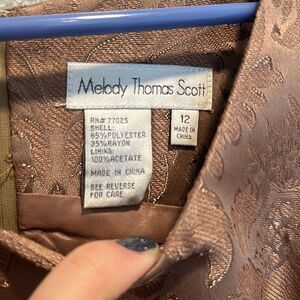 Melody Thomas Scott
RN# 77025
SHELL:
65% POLYESTER
35% RAYON
LINING:
100% ACETATE
MADE IN
CHINA
SEE REVERSE
FOR CARE
12
MADE IN
CHINA